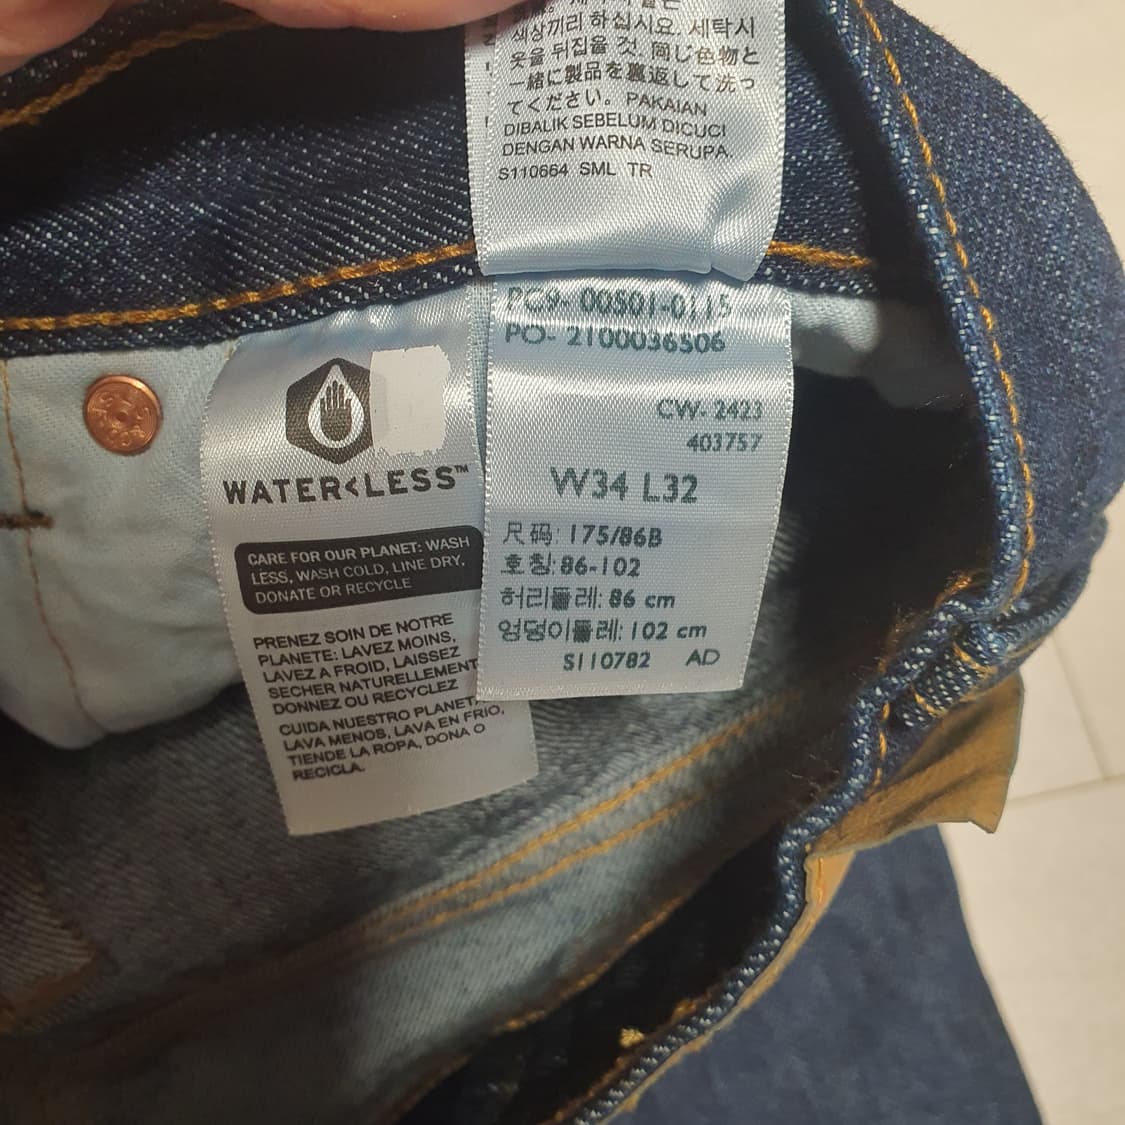 색상끼리 하십시요. 세탁시
옷을 뒤집을 것. 同じ色物と
一緒に製品を裏返して洗っ
てください。 PAKAIAN
DIBALIK SEBELUM DICUCI
DENGAN WARNA SERUPA.
S110664 SML TR
PC9- 00501-0115
PO- 2100036506
CW- 2423
403757
W34 L32
尺码: 175/86B
호칭:86-102
허리둘레: 86 cm
엉덩이둘레: 102 cm
S110782 AD
WATER<LESS™
CARE FOR OUR PLANET: WASH
LESS, WASH COLD, LINE DRY,
DONATE OR RECYCLE
PRENEZ SOIN DE NOTRE
PLANETE: LAVEZ MOINS,
LAVEZ A FROID, LAISSEZ
SECHER NATURELLEMENT
DONNEZ OU RECYCLEZ
CUIDA NUESTRO PLANETA
LAVA MENOS, LAVA EN FRIO,
TIENDE LA ROPA, DONA O
RECICLA.